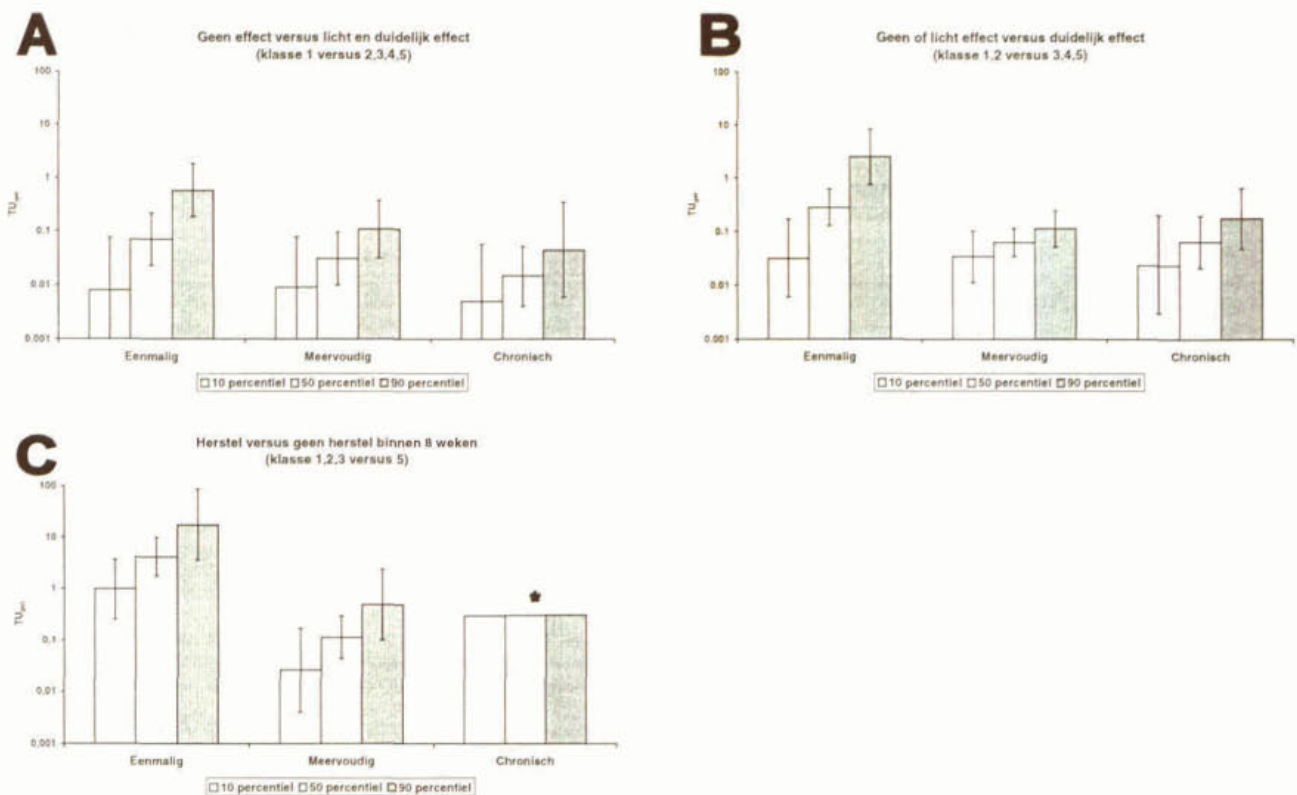 A
Geen effect versus licht en duidelijk effect
(klasse 1 versus 2,3,4,5)
100
10
1
0.1
0.01
0.001
Eenmalig
Meervoudig
Chronisch
10 percentiel
50 percentiel
90 percentiel
B
Geen of licht effect versus duidelijk effect
(klasse 1,2 versus 3,4,5)
100
10
1
0.1
0.01
0.001
Eenmalig
Meervoudig
Chronisch
10 percentiel
50 percentiel
90 percentiel
C
Herstel versus geen herstel binnen 8 weken
(klasse 1,2,3 versus 5)
100
10
1
0,1
0,01
0,001
*
Eenmalig
Meervoudig
Chronisch
10 percentiel
50 percentiel
90 percentiel